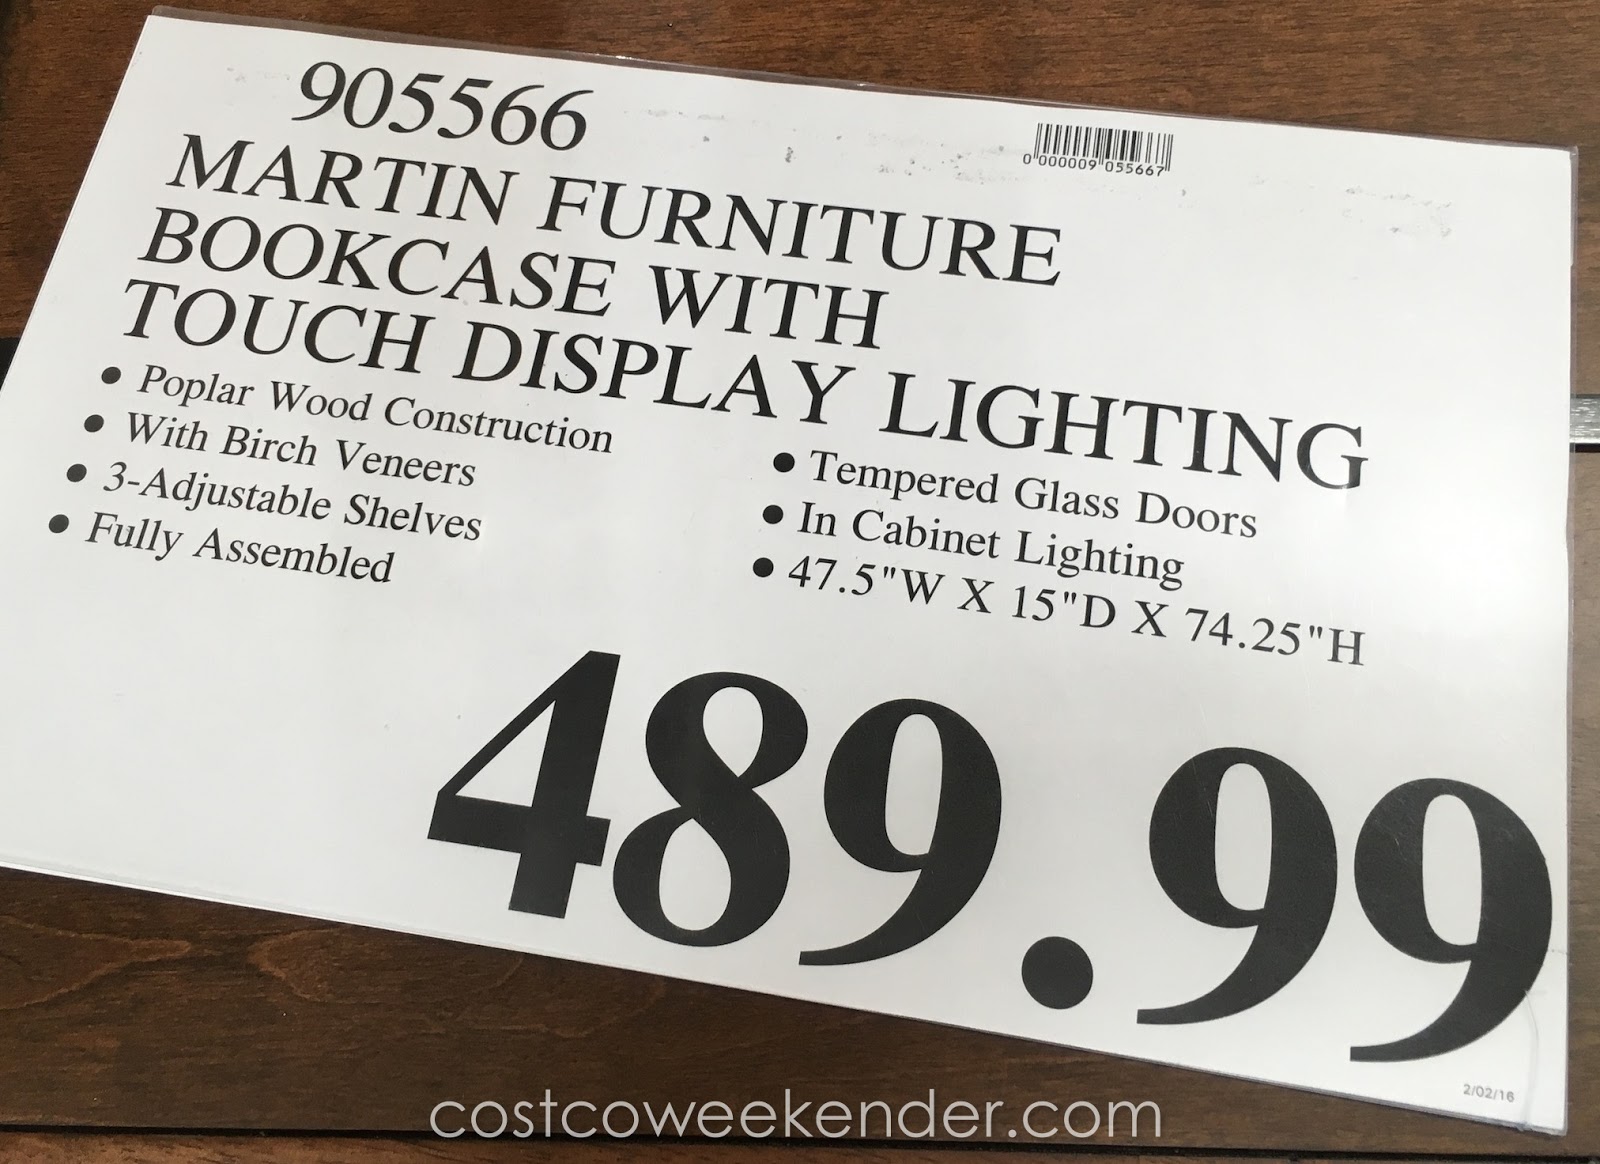 905566
0 000009 055667
MARTIN FURNITURE
BOOKCASE WITH
TOUCH DISPLAY LIGHTING
• Poplar Wood Construction
• With Birch Veneers
• 3-Adjustable Shelves
• Fully Assembled
• Tempered Glass Doors
• In Cabinet Lighting
• 47.5"W X 15"D X 74.25"H
489.99
2/02/16
costcoweekender.com